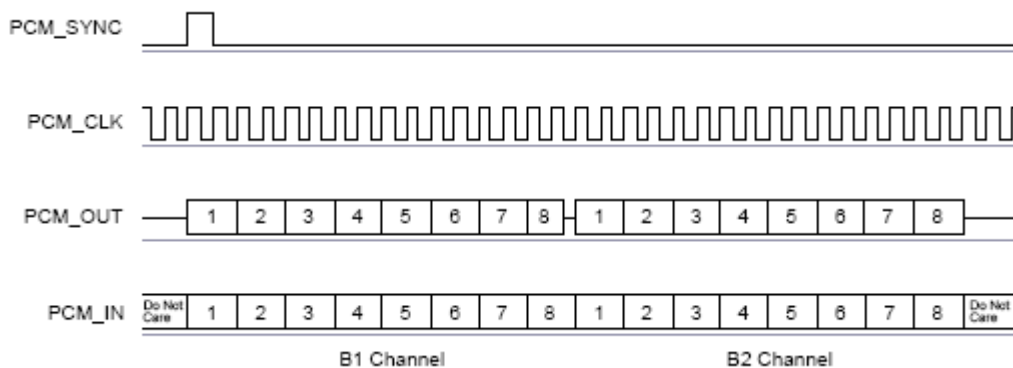 PCM_SYNC
PCM_CLK
PCM_OUT 1 2 3 4 5 6 7 8 1 2 3 4 5 6 7 8
PCM_IN Do Not Care 1 2 3 4 5 6 7 8 1 2 3 4 5 6 7 8 Do Not Care
B1 Channel B2 Channel